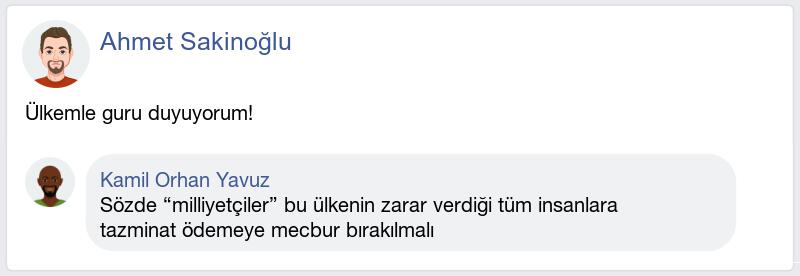 Ahmet Sakinoğlu
Ülkemle guru duyuyorum!
Kamil Orhan Yavuz
Sözde “milliyetçiler” bu ülkenin zarar verdiği tüm insanlara
tazminat ödemeye mecbur bırakılmalı